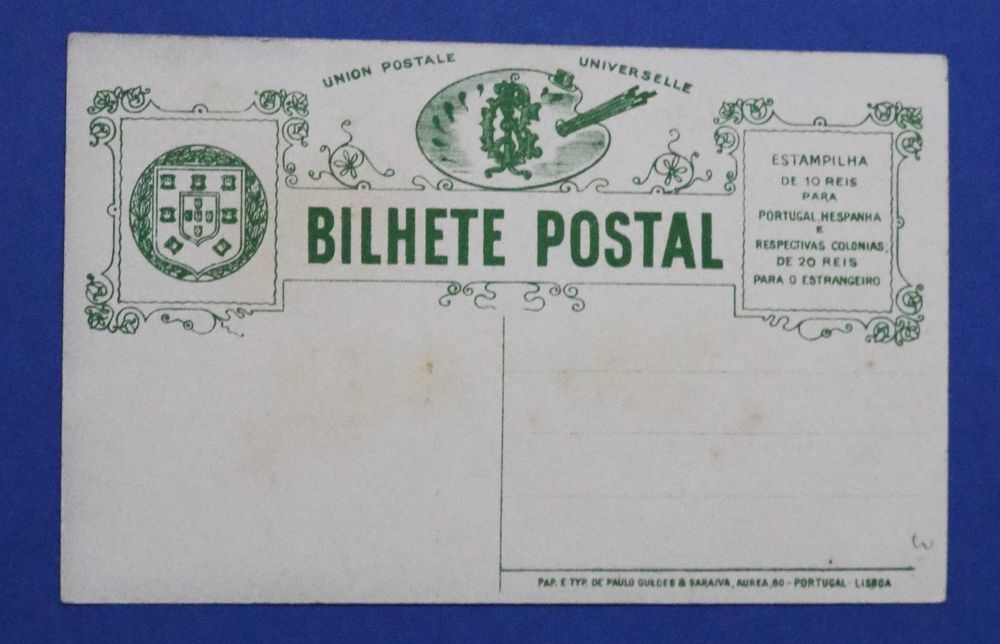 UNION POSTALE UNIVERSELLE
BILHETE POSTAL
ESTAMPILHA
DE 10 REIS
PARA
PORTUGAL, HESPANHA
E
RESPECTIVAS COLONIAS;
DE 20 REIS
PARA O ESTRANGEIRO
PAP. E TYP. DE PAULO GUEDES & SARAIVA, AUREA, 80 - PORTUGAL - LISBOA